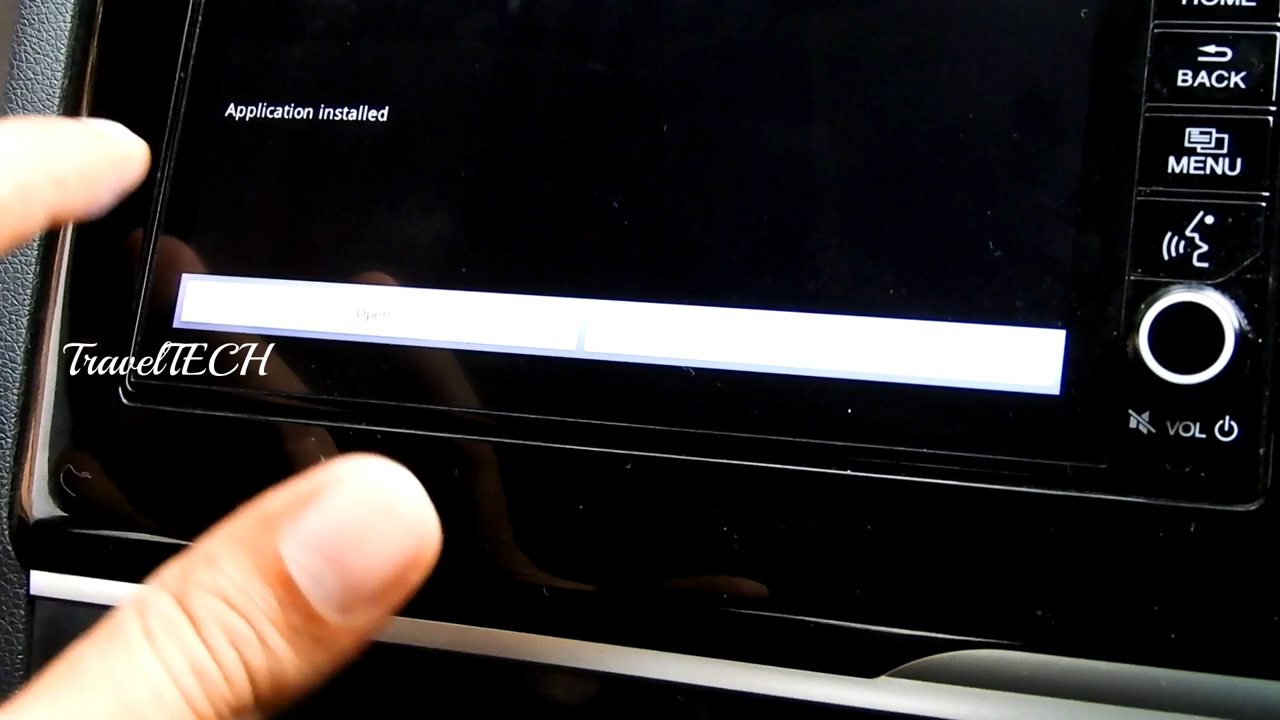 HOME
BACK
Application installed
MENU
Open
TravelTECH
VOL